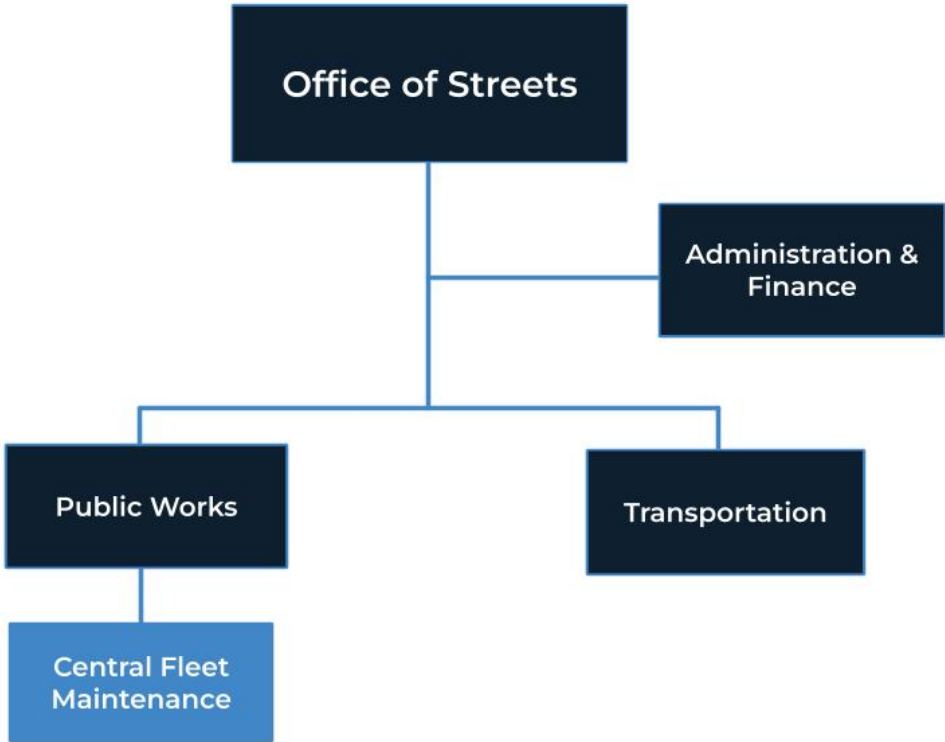 Office of Streets
Administration &
Finance
Public Works
Transportation
Central Fleet
Maintenance